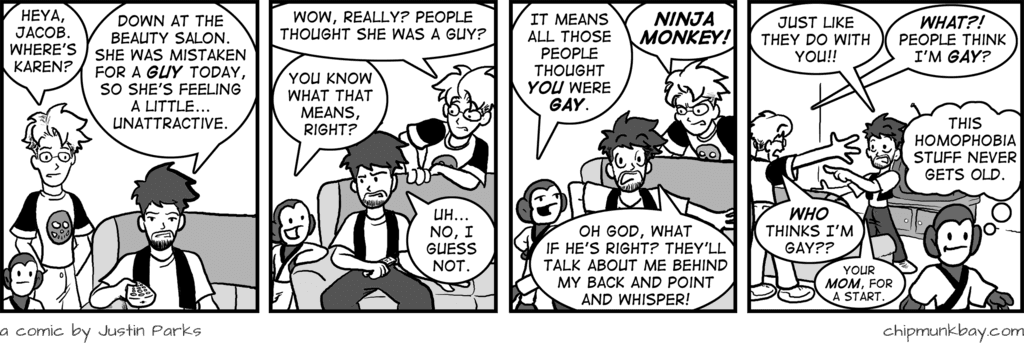 HEYA,
JACOB.
WHERE'S
KAREN?
DOWN AT THE
BEAUTY SALON.
SHE WAS MISTAKEN
FOR A GUY TODAY,
SO SHE'S FEELING
A LITTLE...
UNATTRACTIVE.
WOW, REALLY? PEOPLE
THOUGHT SHE WAS A GUY?
YOU KNOW
WHAT THAT
MEANS,
RIGHT?
UH...
NO, I
GUESS
NOT.
IT MEANS
ALL THOSE
PEOPLE
THOUGHT
YOU WERE
GAY.
NINJA
MONKEY!
OH GOD, WHAT
IF HE'S RIGHT? THEY'LL
TALK ABOUT ME BEHIND
MY BACK AND POINT
AND WHISPER!
JUST LIKE
THEY DO WITH
YOU!!
WHAT?!
PEOPLE THINK
I'M GAY?
WHO
THINKS I'M
GAY??
YOUR
MOM, FOR
A START.
THIS
HOMOPHOBIA
STUFF NEVER
GETS OLD.
a comic by Justin Parks
chipmunkbay.com